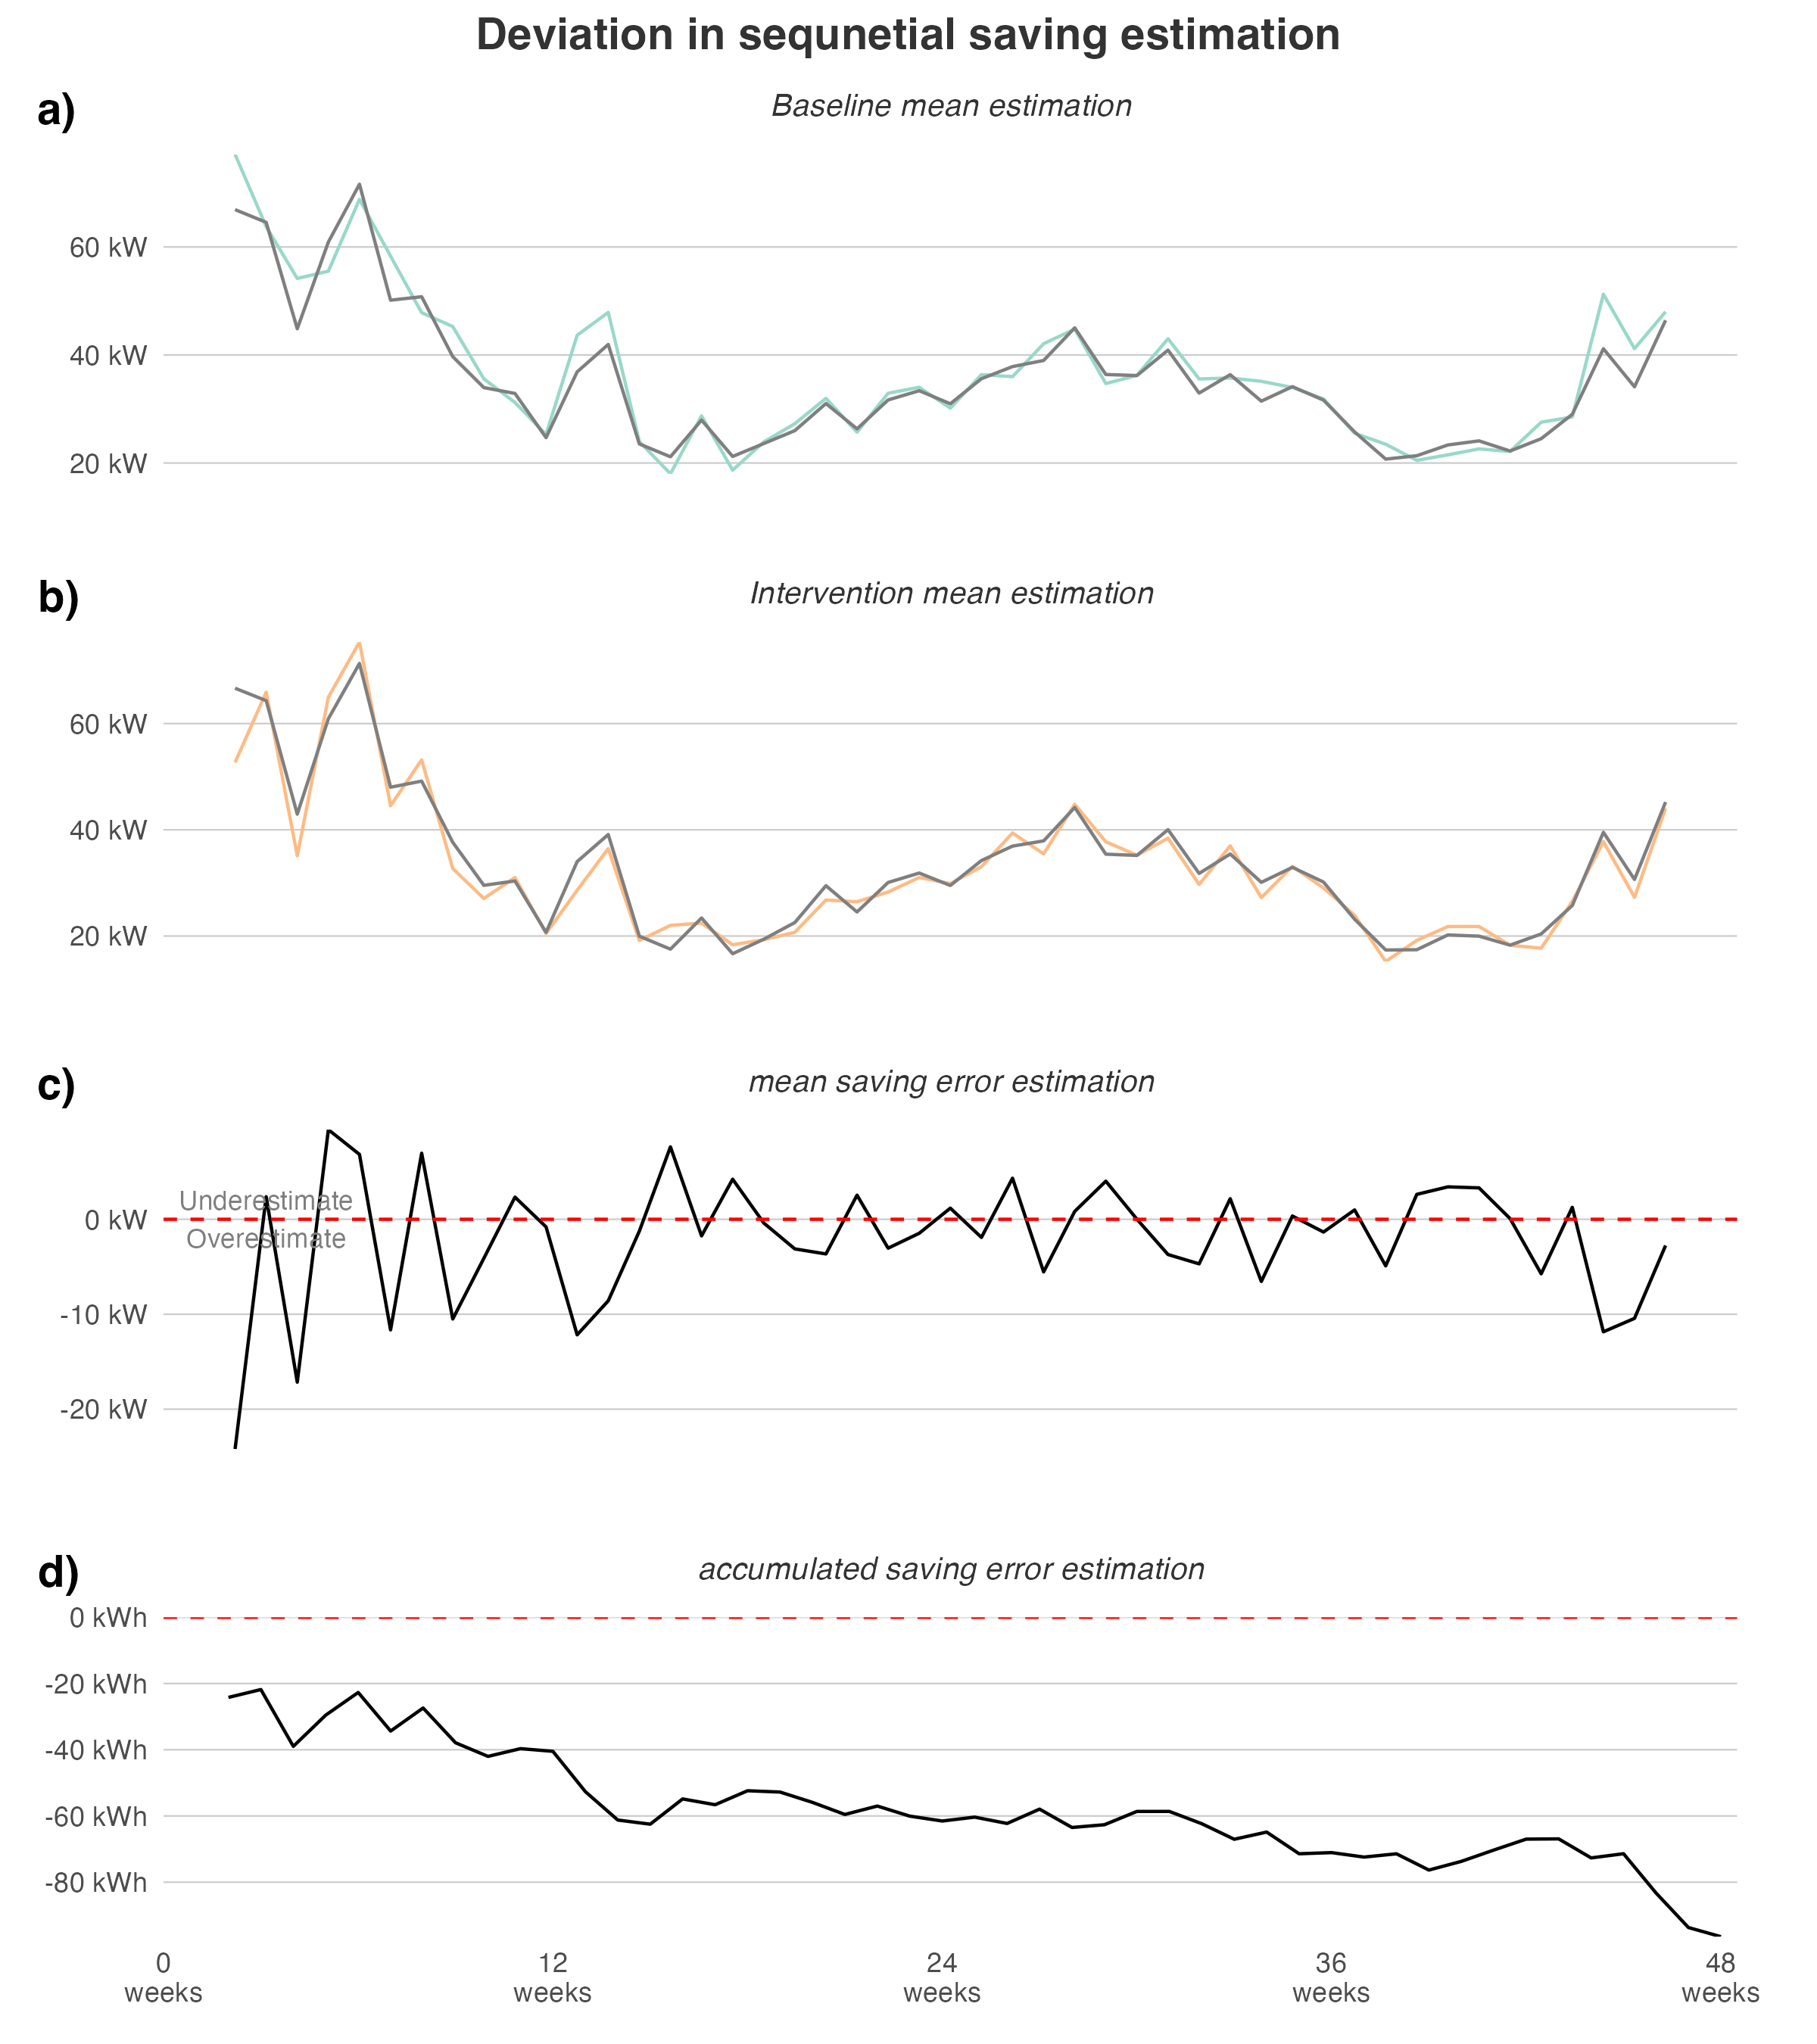 Deviation in sequnetial saving estimation
a)
Baseline mean estimation
60 kW
40 kW
20 kW
b)
Intervention mean estimation
60 kW
40 kW
20 kW
c)
mean saving error estimation
Underestimate
0 kW
Overestimate
-10 kW
-20 kW
d)
accumulated saving error estimation
0 kWh
-20 kWh
-40 kWh
-60 kWh
-80 kWh
0 12 24 36 48
weeks weeks weeks weeks weeks